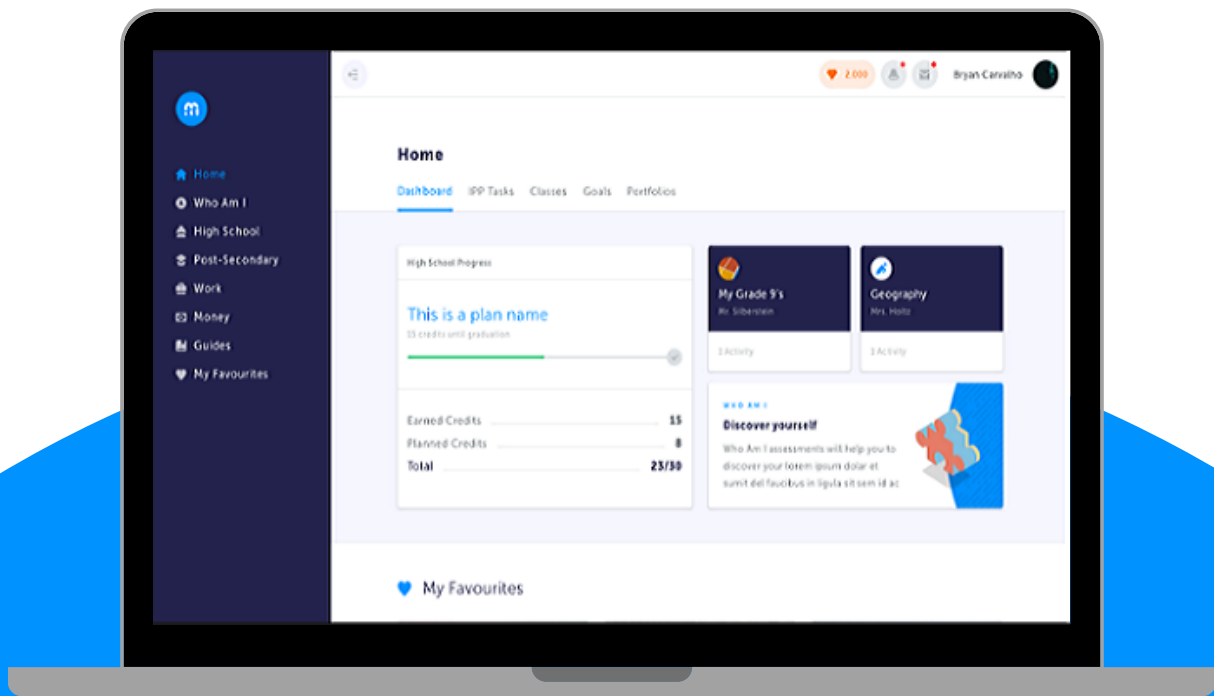 m
2.000
Bryan Carvalho
Home
Who Am I
High School
Post-Secondary
Work
Money
Guides
My Favourites
Home
Dashboard IPP Tasks Classes Goals Portfolios
High School Progress
This is a plan name
15 credits until graduation
Earned Credits 15
Planned Credits 8
Total 23/30
My Grade 9's
Mr. Silberstein
1 Activity
Geography
Mrs. Holtz
1 Activity
WHO AM I
Discover yourself
Who Am I assessments will help you to
discover your lorem ipsum dolar et
sumit del faucibus in ligula sit sem id ac
My Favourites